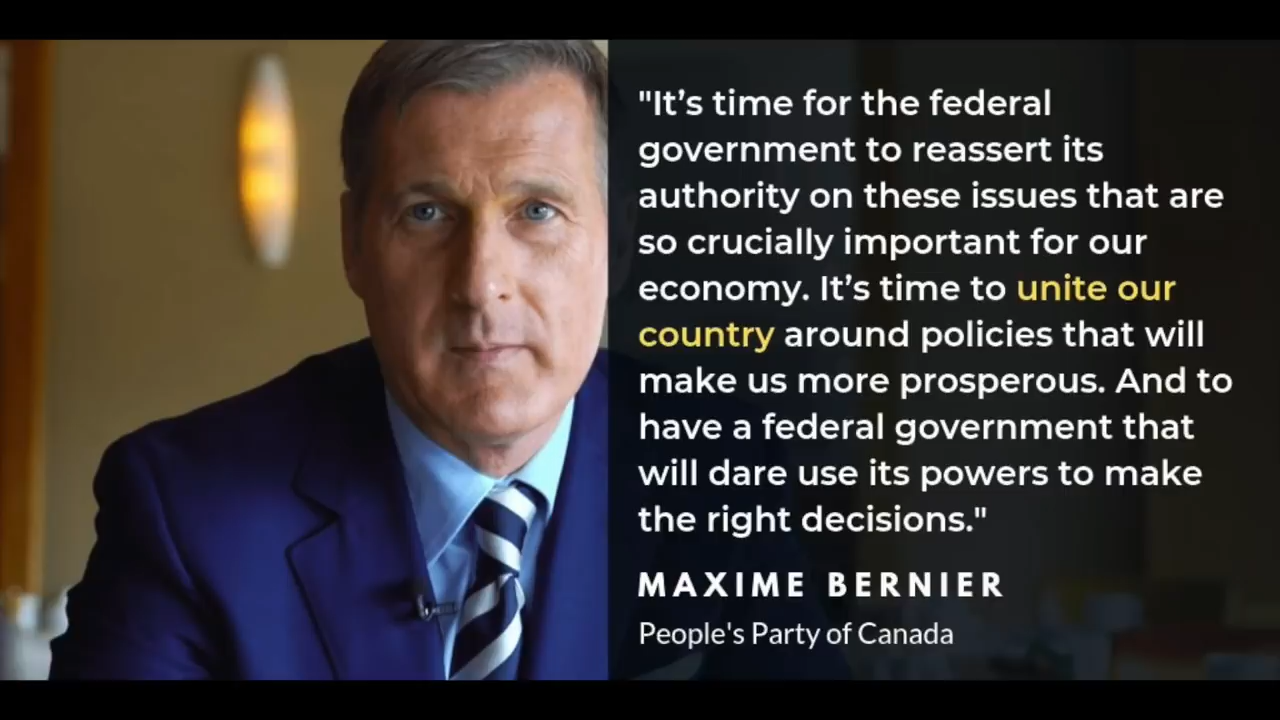 "It’s time for the federal
government to reassert its
authority on these issues that are
so crucially important for our
economy. It’s time to unite our
country around policies that will
make us more prosperous. And to
have a federal government that
will dare use its powers to make
the right decisions."
MAXIME BERNIER
People's Party of Canada